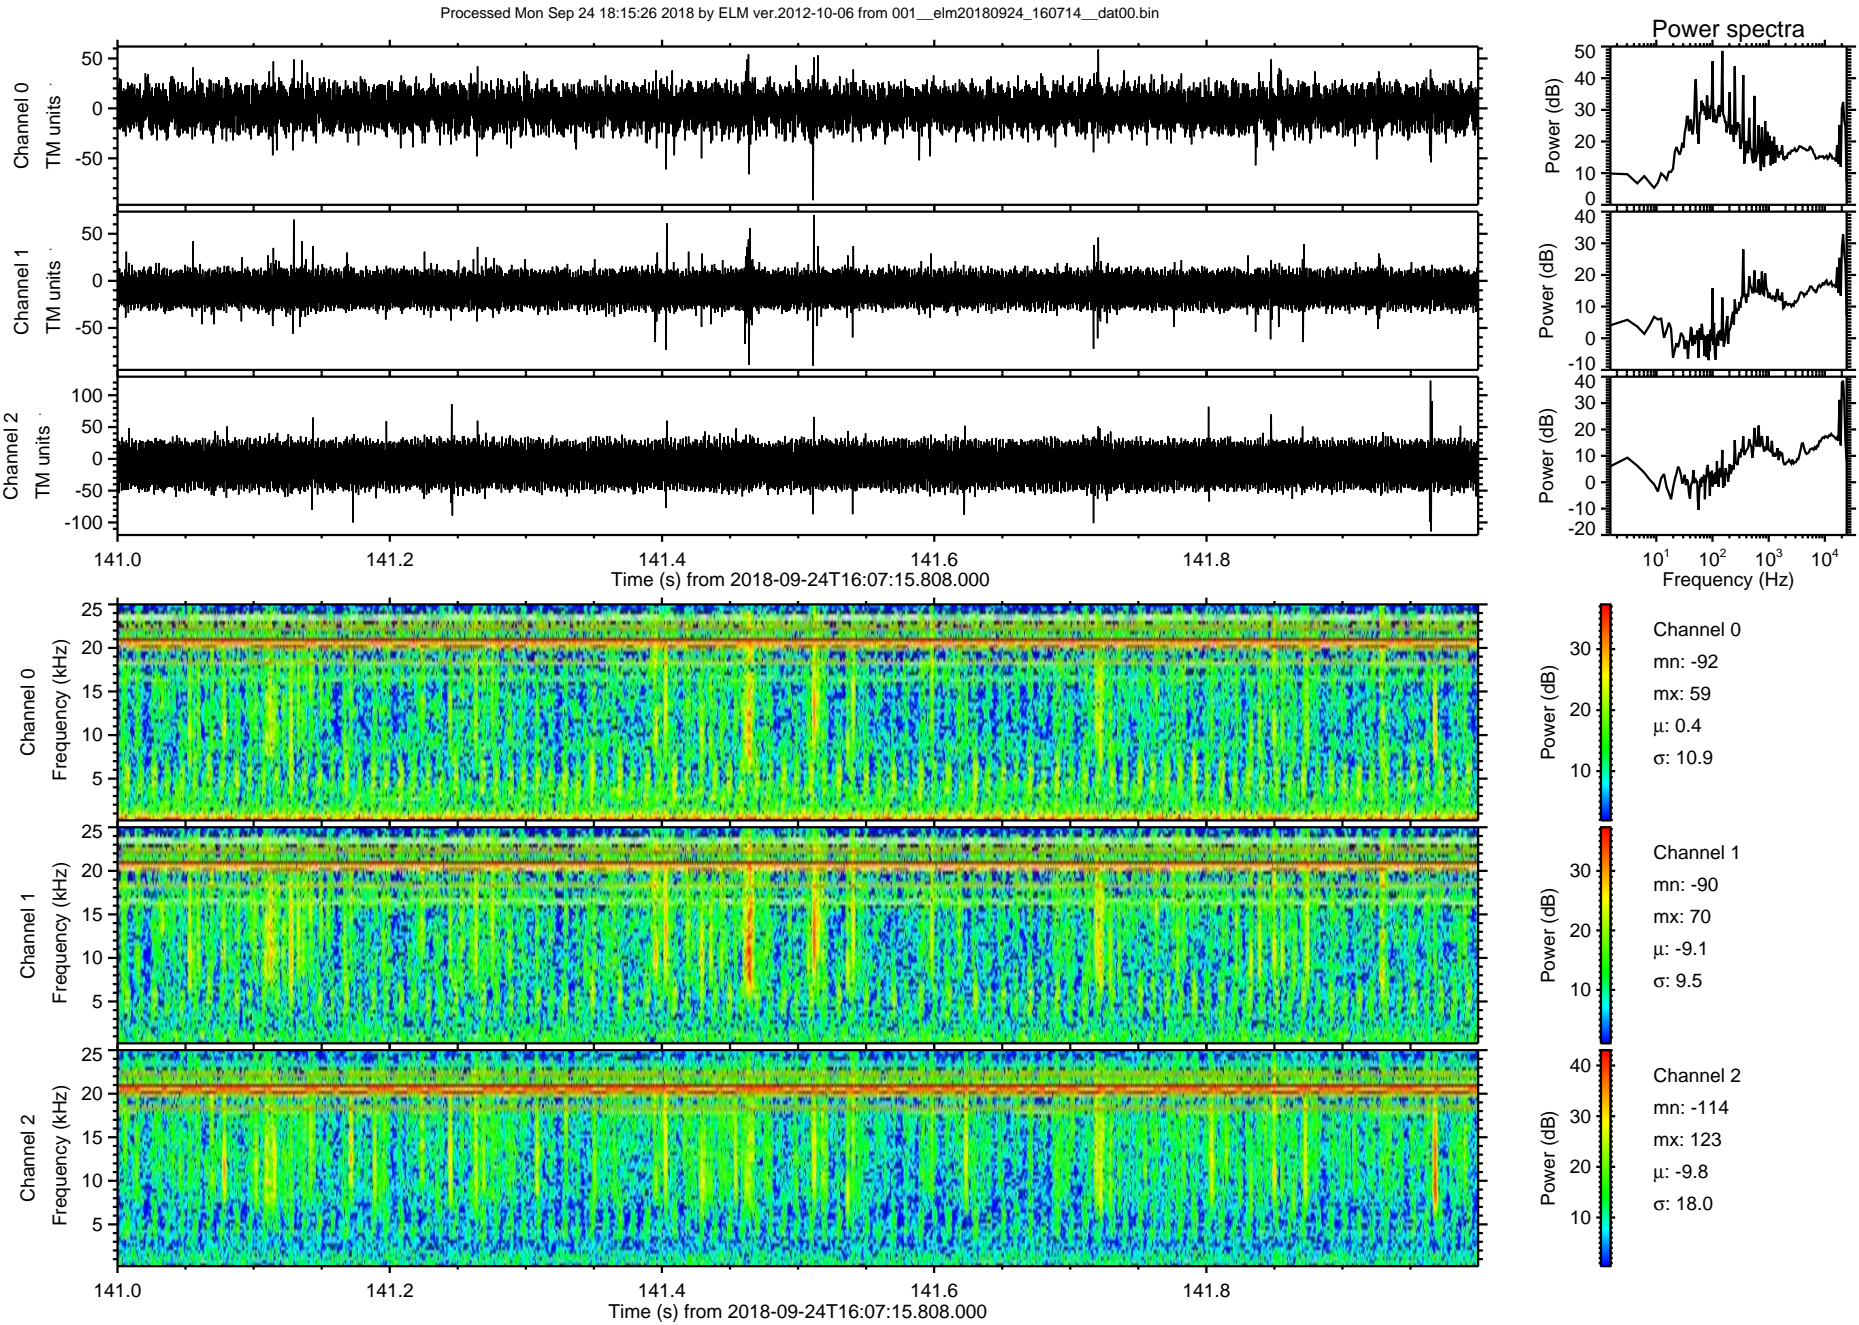 Processed Mon Sep 24 18:15:26 2018 by ELM ver.2012-10-06 from 001__elm20180924_160714__dat00.bin
Power spectra
Channel 0
TM units
50
0
-50
Power (dB)
50
40
30
20
10
0
Channel 1
TM units
50
0
-50
Power (dB)
40
30
20
10
0
-10
Channel 2
TM units
100
50
0
-50
-100
Power (dB)
40
30
20
10
0
-10
-20
141.0 141.2 141.4 141.6 141.8
Time (s) from 2018-09-24T16:07:15.808.000
10¹ 10² 10³ 10⁴
Frequency (Hz)
Channel 0
Frequency (kHz)
25
20
15
10
5
Power (dB)
30
20
10
Channel 0
mn: -92
mx: 59
μ: 0.4
σ: 10.9
Channel 1
Frequency (kHz)
25
20
15
10
5
Power (dB)
30
20
10
Channel 1
mn: -90
mx: 70
μ: -9.1
σ: 9.5
Channel 2
Frequency (kHz)
25
20
15
10
5
Power (dB)
40
30
20
10
Channel 2
mn: -114
mx: 123
μ: -9.8
σ: 18.0
141.0 141.2 141.4 141.6 141.8
Time (s) from 2018-09-24T16:07:15.808.000